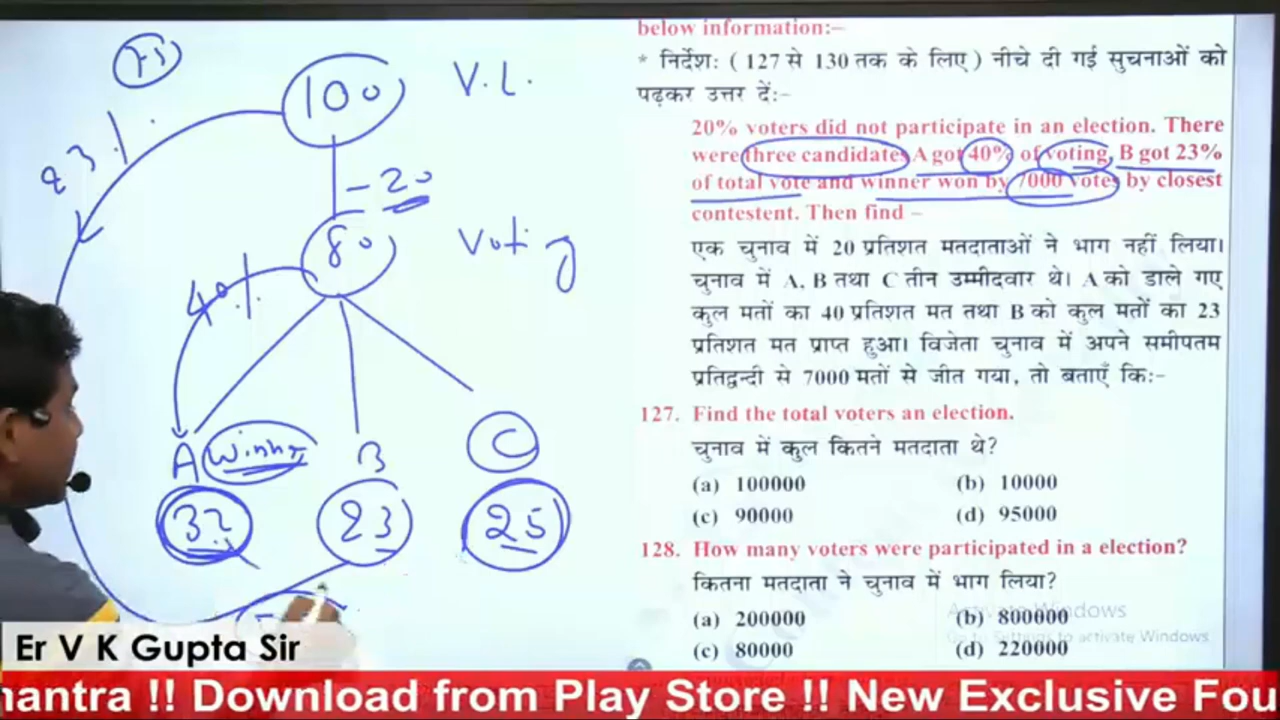 below information:–
* निर्देशः ( 127 से 130 तक के लिए ) नीचे दी गई सुचनाओं को
पढ़कर उत्तर दें:-
20% voters did not participate in an election. There
were three candidates A got 40% of voting, B got 23%
of total vote and winner won by 7000 votes by closest
contestent. Then find –
एक चुनाव में 20 प्रतिशत मतदाताओं ने भाग नहीं लिया।
चुनाव में A, B तथा C तीन उम्मीदवार थे। A को डाले गए
कुल मतों का 40 प्रतिशत मत तथा B को कुल मतों का 23
प्रतिशत मत प्राप्त हुआ। विजेता चुनाव में अपने समीपतम
प्रतिद्वन्दी से 7000 मतों से जीत गया, तो बताएँ कि:-
127. Find the total voters an election.
चुनाव में कुल कितने मतदाता थे?
(a) 100000 (b) 10000
(c) 90000 (d) 95000
128. How many voters were participated in a election?
कितना मतदाता ने चुनाव में भाग लिया?
(a) 200000 (b) 800000
(c) 80000 (d) 220000
Activate Windows
Go to Settings to activate Windows.
100 V.L.
23%
-20
80 Voting
40%
A winner B C
32 23 25
Er V K Gupta Sir
mantra !! Download from Play Store !! New Exclusive Fou